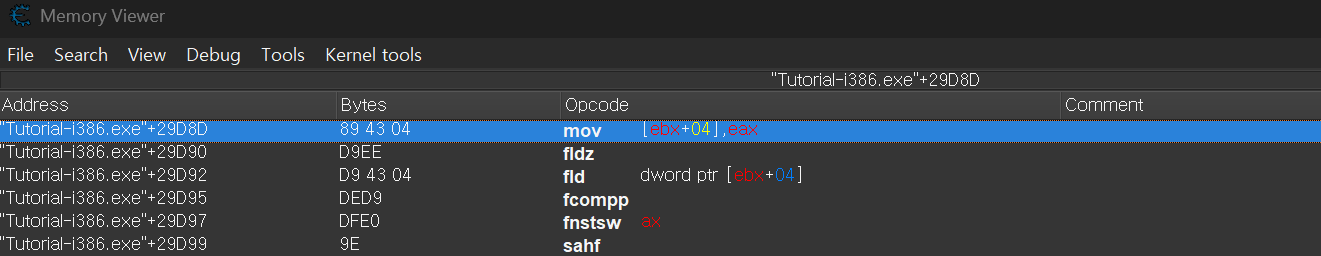 Memory Viewer
File Search View Debug Tools Kernel tools
"Tutorial-i386.exe"+29D8D
Address Bytes Opcode Comment
"Tutorial-i386.exe"+29D8D 89 43 04 mov [ebx+04],eax
"Tutorial-i386.exe"+29D90 D9EE fldz
"Tutorial-i386.exe"+29D92 D9 43 04 fld dword ptr [ebx+04]
"Tutorial-i386.exe"+29D95 DED9 fcompp
"Tutorial-i386.exe"+29D97 DFE0 fnstsw ax
"Tutorial-i386.exe"+29D99 9E sahf